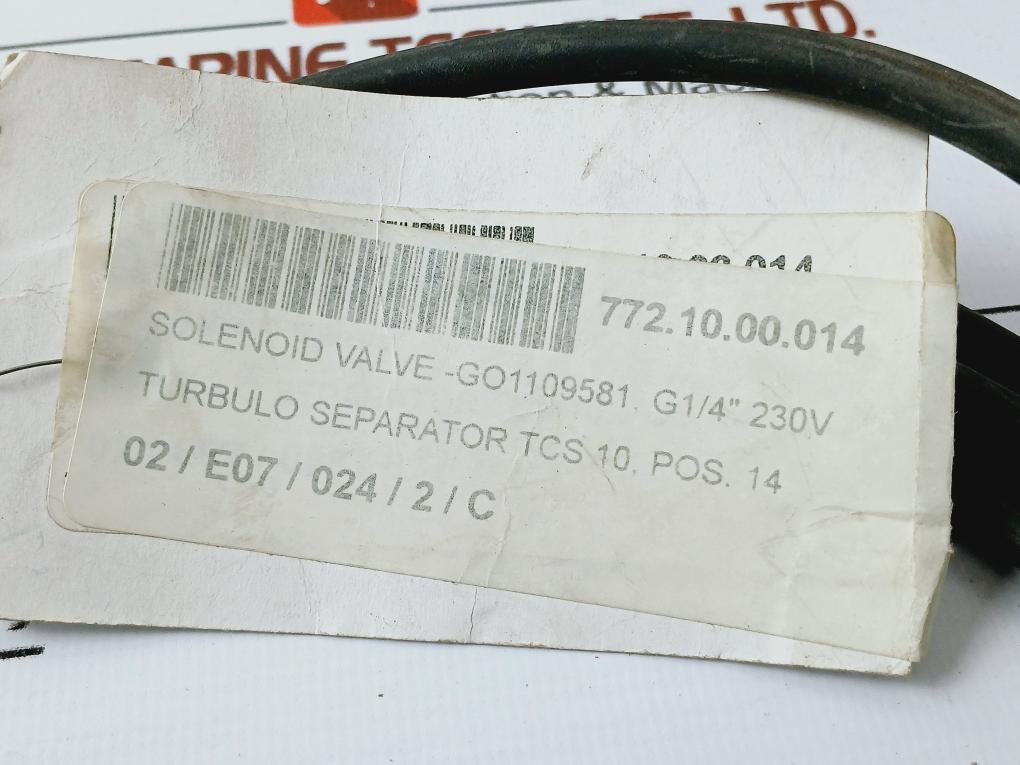 LTD.
& 
772.10.00.014
SOLENOID VALVE -GO1109581, G1/4" 230V
TURBULO SEPARATOR TCS 10, POS. 14
02 / E07 / 024 / 2 / C